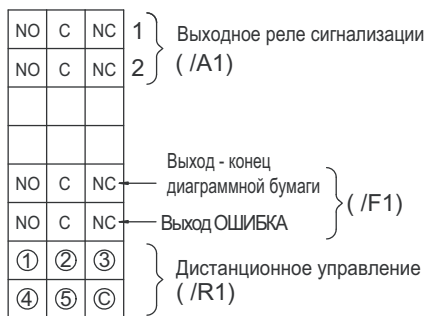 NO C NC 1 Выходное реле сигнализации
NO C NC 2 ( /A1)
Выход - конец
NO C NC диаграммной бумаги
( /F1)
NO C NC Выход ОШИБКА
① ② ③ Дистанционное управление
④ ⑤ Ⓒ ( /R1)